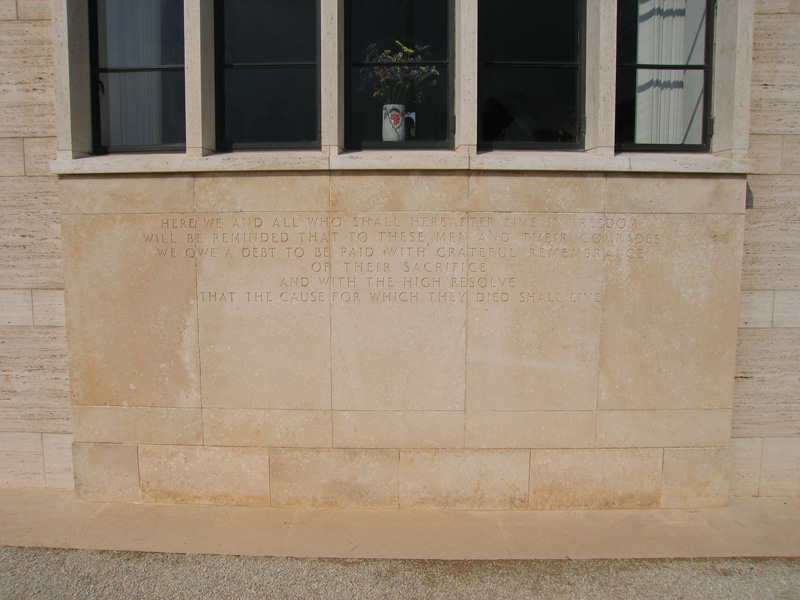 HERE WE AND ALL WHO SHALL HEREAFTER LIVE IN FREEDOM
WILL BE REMINDED THAT TO THESE MEN AND THEIR COMRADES
WE OWE A DEBT TO BE PAID WITH GRATEFUL REMEMBRANCE
OF THEIR SACRIFICE
AND WITH THE HIGH RESOLVE
THAT THE CAUSE FOR WHICH THEY DIED SHALL LIVE